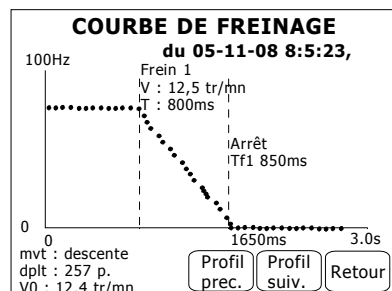 COURBE DE FREINAGE
du 05-11-08 8:5:23,
100Hz
Frein 1
V : 12,5 tr/mn
T : 800ms
Arrêt
Tf1 850ms
0
0
1650ms
3.0s
mvt : descente
dplt : 257 p.
V0 : 12,4 tr/mn
Profil
prec.
Profil
suiv.
Retour